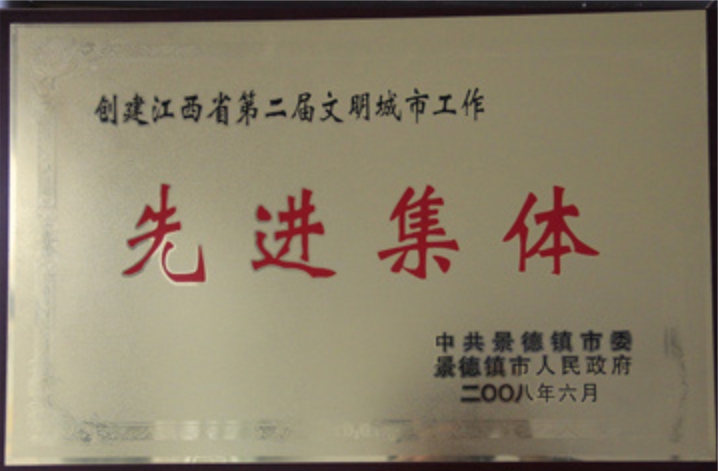 创建江西省第二届文明城市工作
先进集体
中共景德镇市委
景德镇市人民政府
二〇〇八年六月